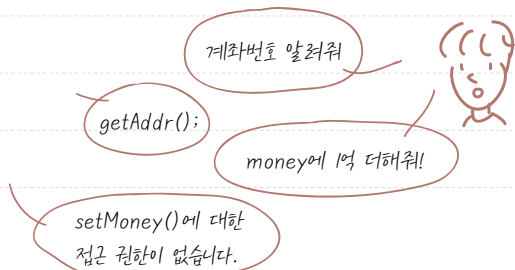 계좌번호 알려줘
getAddr();
money에 1억 더해줘!
setMoney()에 대한
접근 권한이 없습니다.